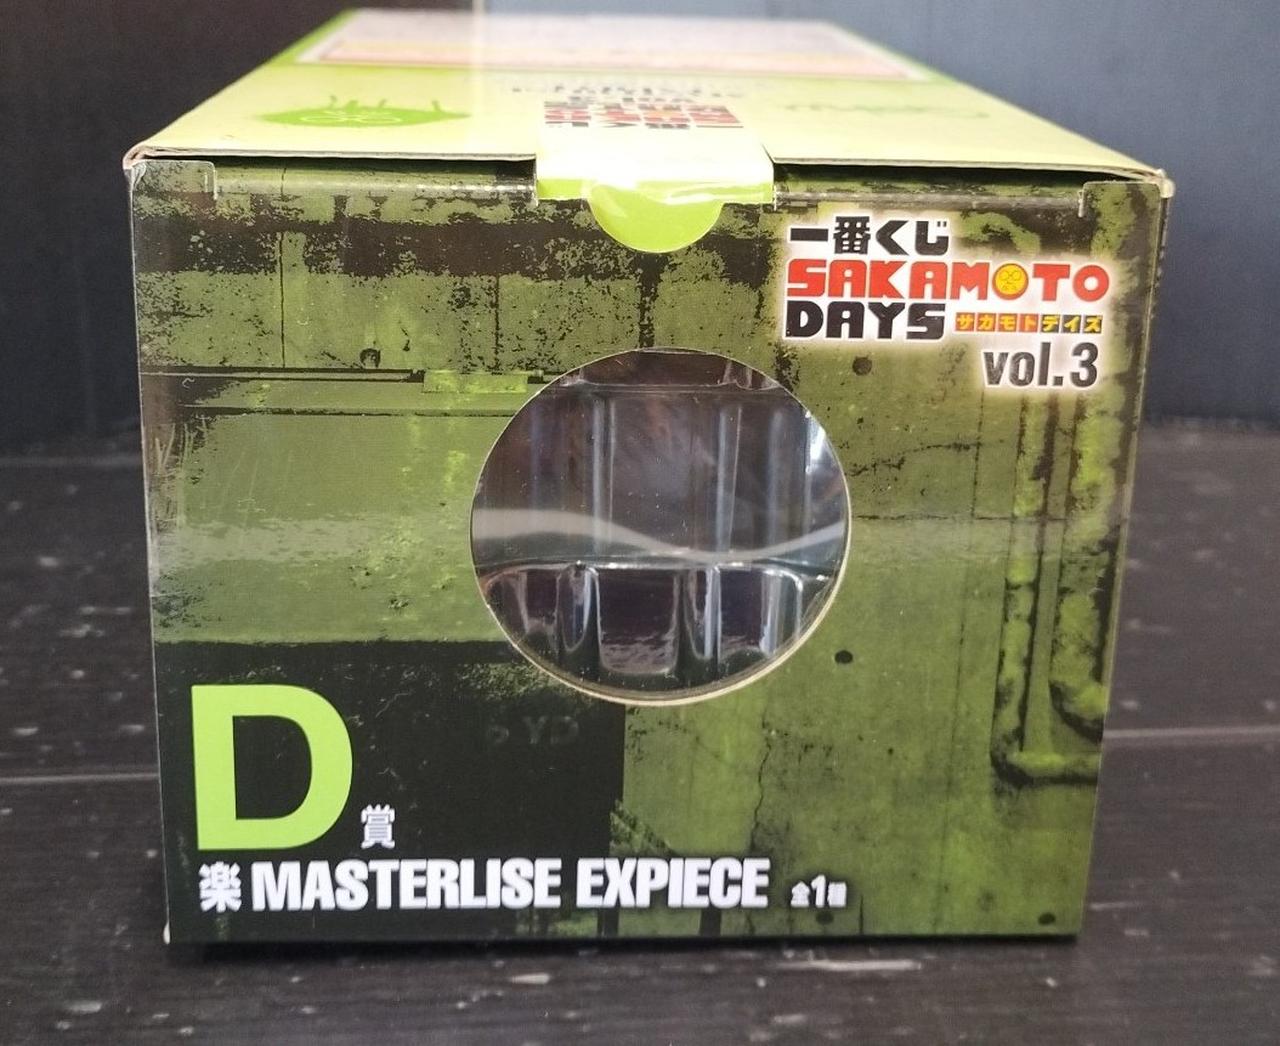 一番くじ
SAKAMOTO
DAYS サカモトデイズ
vol.3
D賞
楽 MASTERLISE EXPIECE 全1種